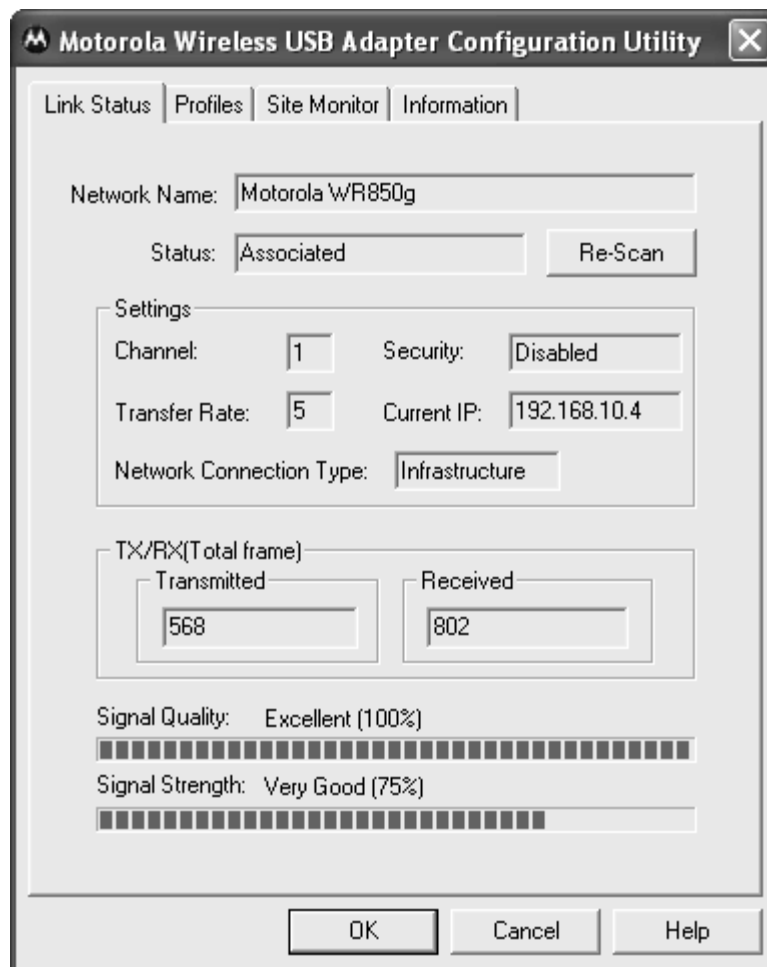 Motorola Wireless USB Adapter Configuration Utility
Link Status Profiles Site Monitor Information
Network Name: Motorola WR850g
Status: Associated Re-Scan
Settings
Channel: 1 Security: Disabled
Transfer Rate: 5 Current IP: 192.168.10.4
Network Connection Type: Infrastructure
TX/RX(Total frame)
Transmitted Received
568 802
Signal Quality: Excellent (100%)
Signal Strength: Very Good (75%)
OK Cancel Help